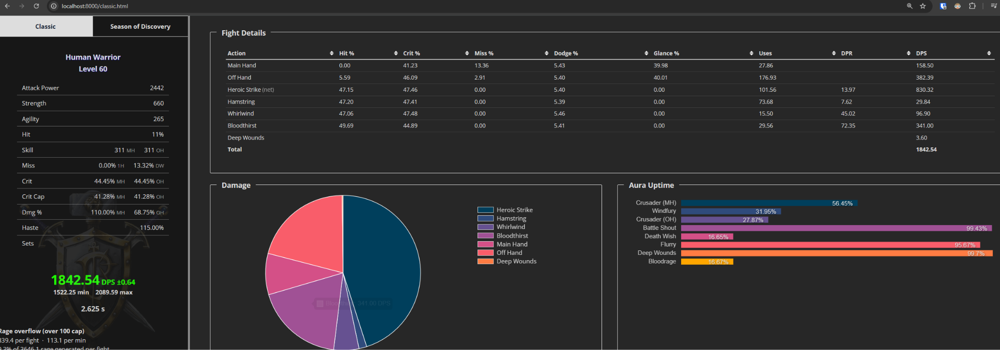 localhost:8000/classic.html
Classic
Season of Discovery
Human Warrior
Level 60
Attack Power 2442
Strength 660
Agility 265
Hit 11%
Skill 311 MH 311 OH
Miss 0.00% 1H 13.32% DW
Crit 44.45% MH 44.45% OH
Crit Cap 41.28% MH 41.28% OH
Dmg % 110.00% MH 68.75% OH
Haste 115.00%
Sets
1842.54 DPS ±0.64
1522.25 min 2089.59 max
2.625 s
Rage overflow (over 100 cap)
339.4 per fight · 113.1 per min
9.3% of 3646.1 rage generated per fight
Fight Details
Action Hit % Crit % Miss % Dodge % Glance % Uses DPR DPS
Main Hand 0.00 41.23 13.36 5.43 39.98 27.86 158.50
Off Hand 5.59 46.09 2.91 5.40 40.01 176.93 382.39
Heroic Strike (net) 47.15 47.46 0.00 5.40 0.00 101.56 13.97 830.32
Hamstring 47.20 47.41 0.00 5.39 0.00 73.68 7.62 29.84
Whirlwind 47.06 47.48 0.00 5.46 0.00 15.50 45.02 96.90
Bloodthirst 49.69 44.89 0.00 5.41 0.00 29.56 72.35 341.00
Deep Wounds 3.60
Total 1842.54
Damage
Heroic Strike
Hamstring
Whirlwind
Bloodthirst
Main Hand
Off Hand
Deep Wounds
Bloodthirst: 341.00 DPS
Aura Uptime
Crusader (MH) 56.45%
Windfury 31.95%
Crusader (OH) 27.87%
Battle Shout 99.43%
Death Wish 16.65%
Flurry 95.67%
Deep Wounds 99.7%
Bloodrage 16.67%